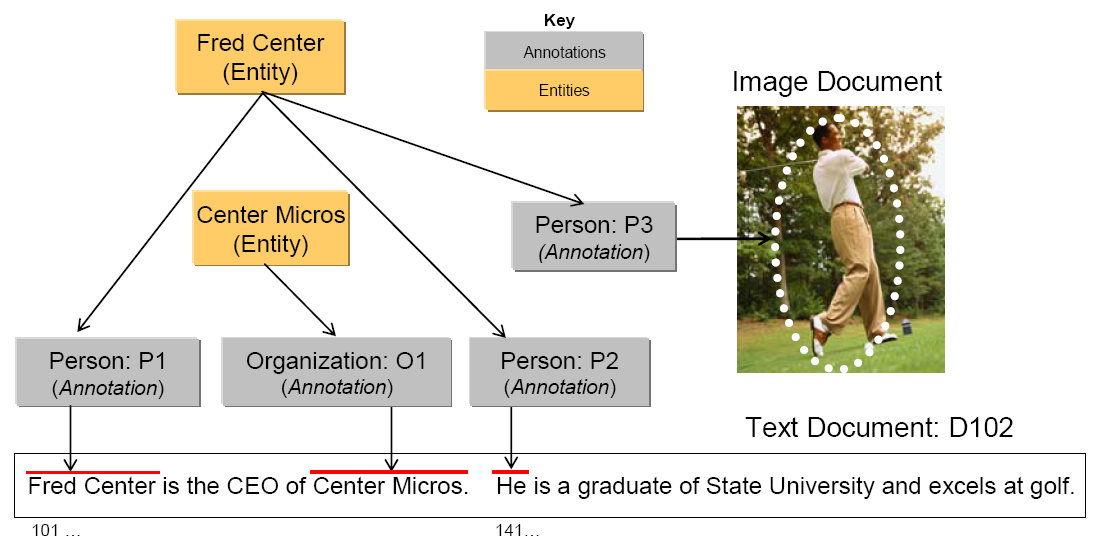 Key
Annotations
Entities
Fred Center
(Entity)
Image Document
Center Micros
(Entity)
Person: P3
(Annotation)
Person: P1
(Annotation)
Organization: O1
(Annotation)
Person: P2
(Annotation)
Text Document: D102
Fred Center is the CEO of Center Micros. He is a graduate of State University and excels at golf.
101 ... 141...